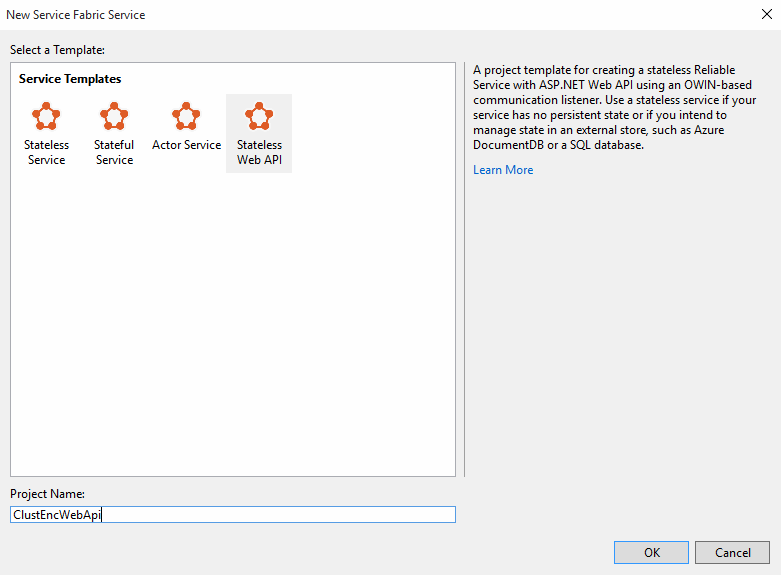 New Service Fabric Service
Select a Template:
Service Templates
Stateless
Service
Stateful
Service
Actor Service
Stateless
Web API
A project template for creating a stateless Reliable
Service with ASP.NET Web API using an OWIN-based
communication listener. Use a stateless service if your
service has no persistent state or if you intend to
manage state in an external store, such as Azure
DocumentDB or a SQL database.
Learn More
Project Name:
ClustEncWebApi
OK
Cancel